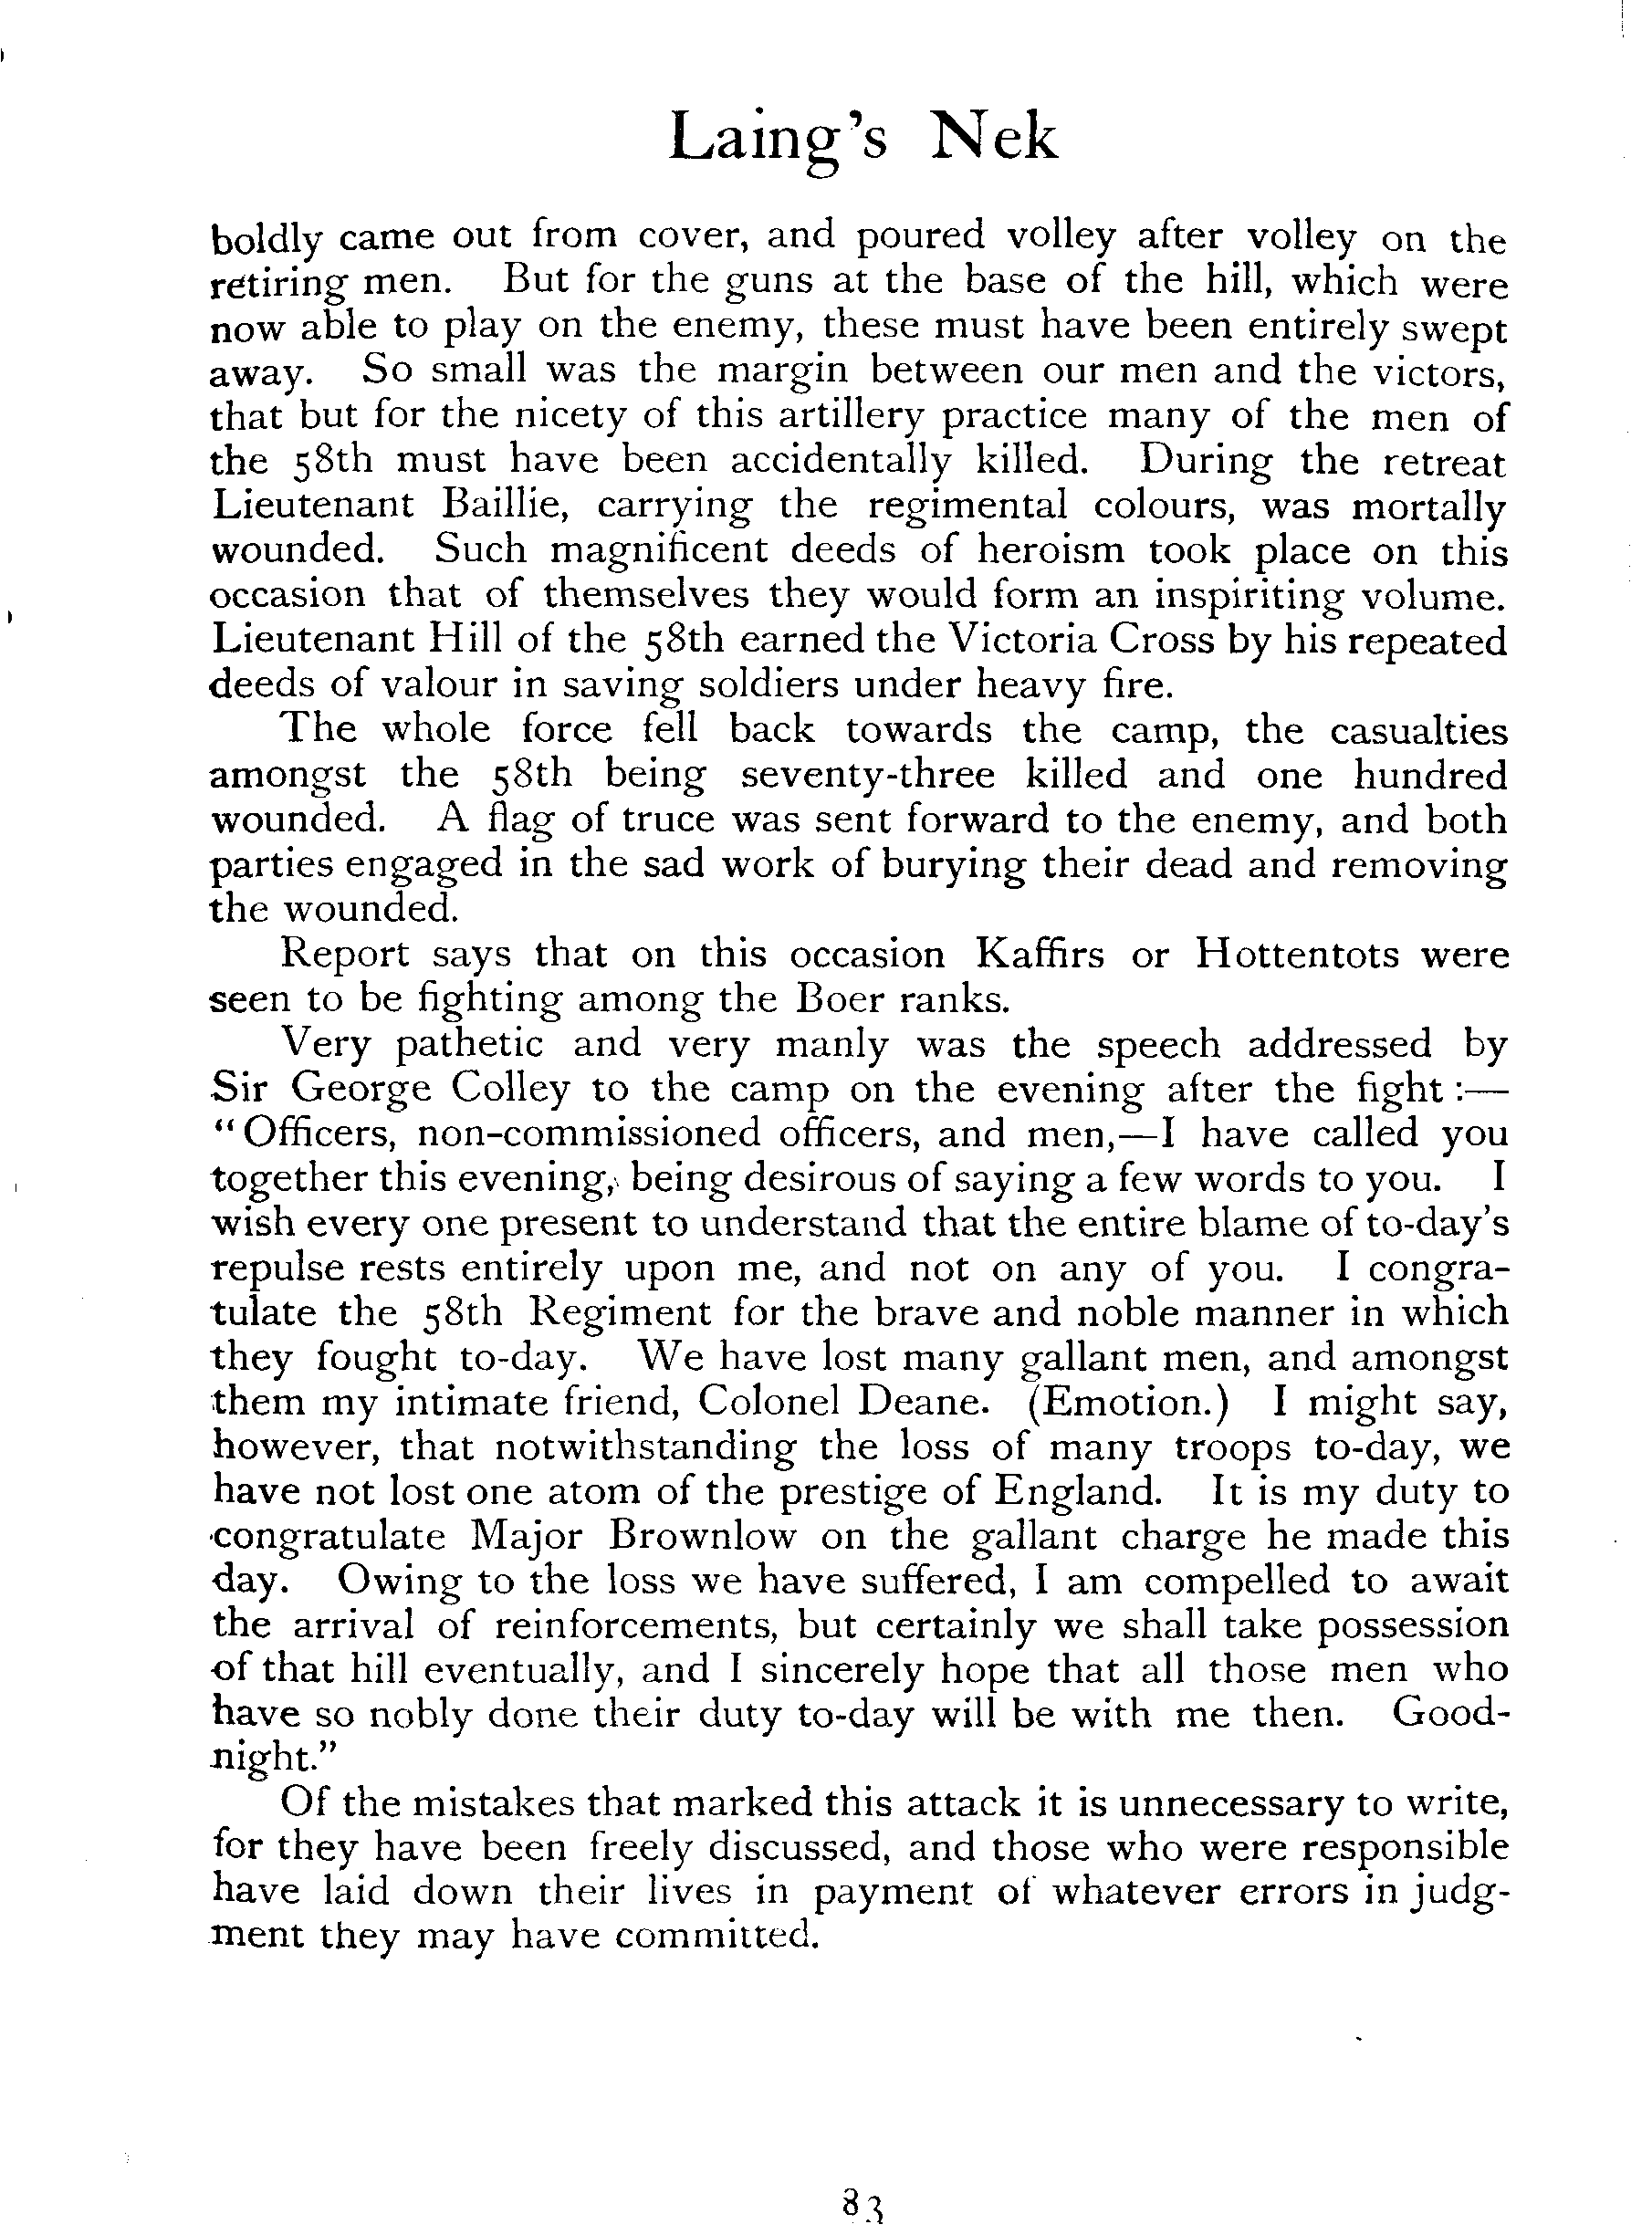 Laing's Nek
boldly came out from cover, and poured volley after volley on the
retiring men. But for the guns at the base of the hill, which were
now able to play on the enemy, these must have been entirely swept
away. So small was the margin between our men and the victors,
that but for the nicety of this artillery practice many of the men of
the 58th must have been accidentally killed. During the retreat
Lieutenant Baillie, carrying the regimental colours, was mortally
wounded. Such magnificent deeds of heroism took place on this
occasion that of themselves they would form an inspiriting volume.
Lieutenant Hill of the 58th earned the Victoria Cross by his repeated
deeds of valour in saving soldiers under heavy fire.
The whole force fell back towards the camp, the casualties
amongst the 58th being seventy-three killed and one hundred
wounded. A flag of truce was sent forward to the enemy, and both
parties engaged in the sad work of burying their dead and removing
the wounded.
Report says that on this occasion Kaffirs or Hottentots were
seen to be fighting among the Boer ranks.
Very pathetic and very manly was the speech addressed by
Sir George Colley to the camp on the evening after the fight :—
“Officers, non-commissioned officers, and men,—I have called you
together this evening, being desirous of saying a few words to you. I
wish every one present to understand that the entire blame of to-day's
repulse rests entirely upon me, and not on any of you. I congra-
tulate the 58th Regiment for the brave and noble manner in which
they fought to-day. We have lost many gallant men, and amongst
them my intimate friend, Colonel Deane. (Emotion.) I might say,
however, that notwithstanding the loss of many troops to-day, we
have not lost one atom of the prestige of England. It is my duty to
congratulate Major Brownlow on the gallant charge he made this
day. Owing to the loss we have suffered, I am compelled to await
the arrival of reinforcements, but certainly we shall take possession
of that hill eventually, and I sincerely hope that all those men who
have so nobly done their duty to-day will be with me then. Good-
night.”
Of the mistakes that marked this attack it is unnecessary to write,
for they have been freely discussed, and those who were responsible
have laid down their lives in payment of whatever errors in judg-
ment they may have committed.
83